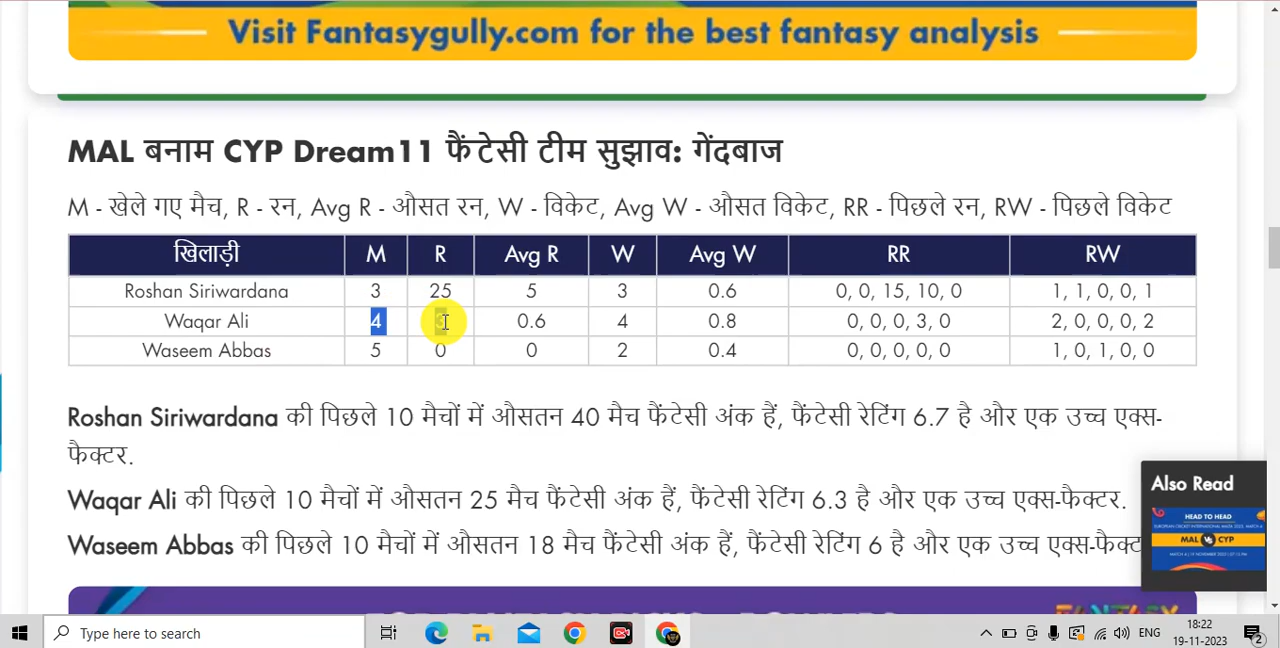 Visit Fantasygully.com for the best fantasy analysis
MAL बनाम CYP Dream11 फैंटेसी टीम सुझाव: गेंदबाज
M - खेले गए मैच, R - रन, Avg R - औसत रन, W - विकेट, Avg W - औसत विकेट, RR - पिछले रन, RW - पिछले विकेट
खिलाड़ी M R Avg R W Avg W RR RW
Roshan Siriwardana 3 25 5 3 0.6 0, 0, 15, 10, 0 1, 1, 0, 0, 1
Waqar Ali 4 3 0.6 4 0.8 0, 0, 0, 3, 0 2, 0, 0, 0, 2
Waseem Abbas 5 0 0 2 0.4 0, 0, 0, 0, 0 1, 0, 1, 0, 0
Roshan Siriwardana की पिछले 10 मैचों में औसतन 40 मैच फैंटेसी अंक हैं, फैंटेसी रेटिंग 6.7 है और एक उच्च एक्स-
फैक्टर.
Waqar Ali की पिछले 10 मैचों में औसतन 25 मैच फैंटेसी अंक हैं, फैंटेसी रेटिंग 6.3 है और एक उच्च एक्स-फैक्टर.
Waseem Abbas की पिछले 10 मैचों में औसतन 18 मैच फैंटेसी अंक हैं, फैंटेसी रेटिंग 6 है और एक उच्च एक्स-फैक्ट
Also Read
HEAD TO HEAD
MAL VS CYP
Type here to search
ENG
18:22
19-11-2023
2